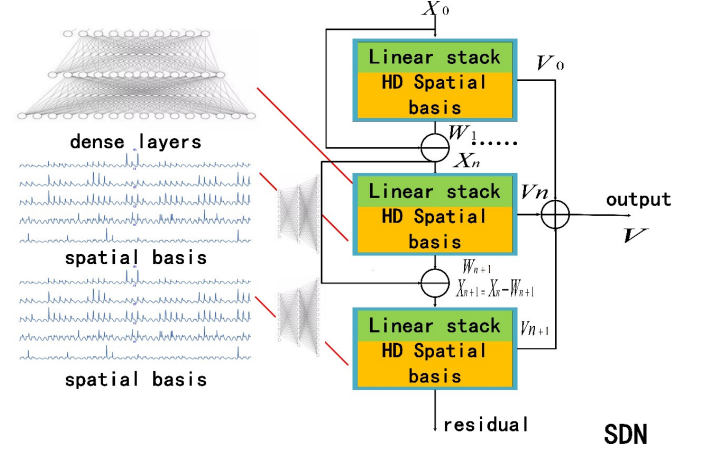 X0
Linear stack
HD Spatial
basis
V0
dense layers
W1
......
Xn
Linear stack
HD Spatial
basis
Vn
output
V
spatial basis
Wn+1
Xn+1=Xn-Wn+1
Linear stack
HD Spatial
basis
Vn+1
spatial basis
residual
SDN